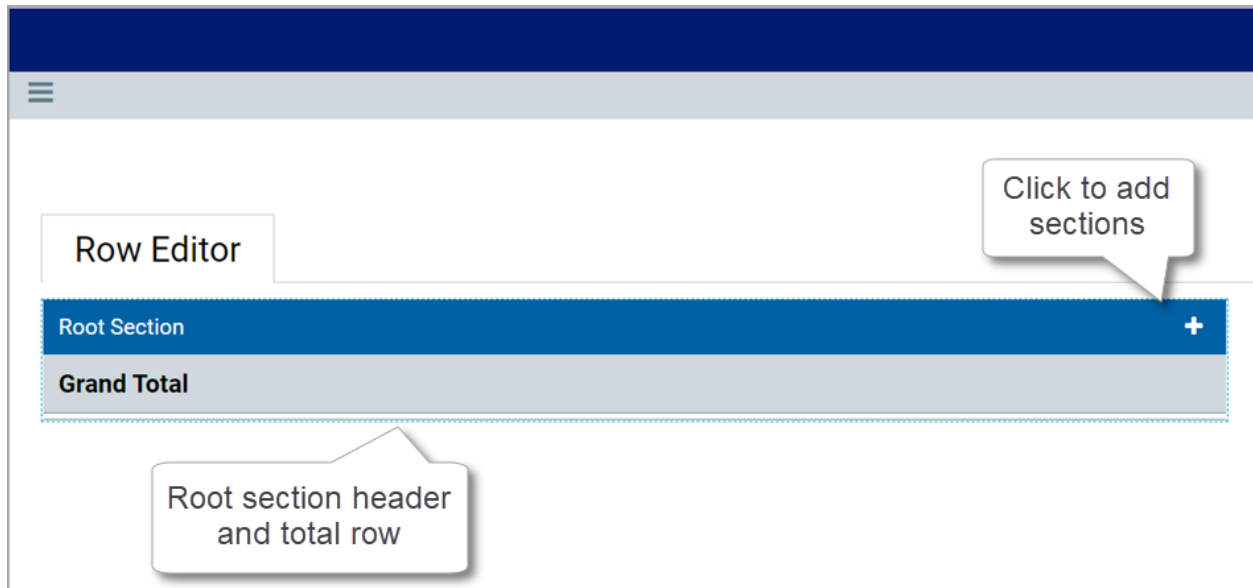 Click to add
sections
Row Editor
Root Section
Grand Total
Root section header
and total row